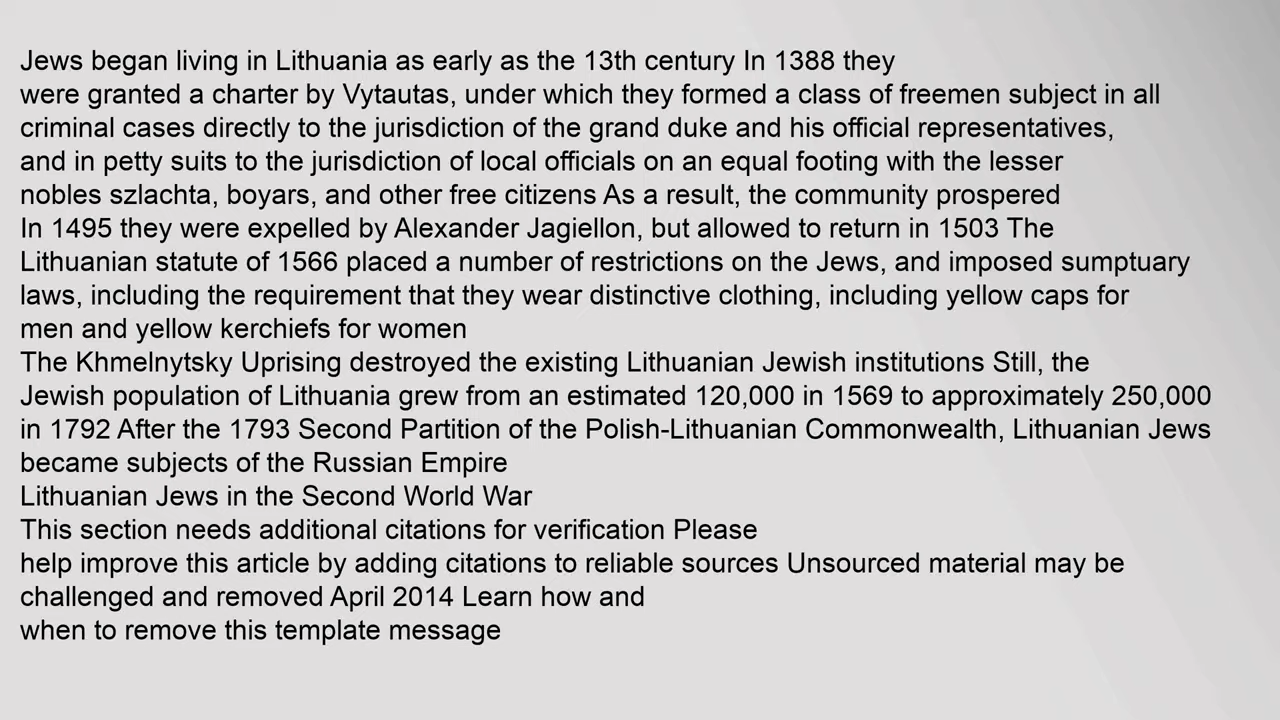 Jews began living in Lithuania as early as the 13th century In 1388 they
were granted a charter by Vytautas, under which they formed a class of freemen subject in all
criminal cases directly to the jurisdiction of the grand duke and his official representatives,
and in petty suits to the jurisdiction of local officials on an equal footing with the lesser
nobles szlachta, boyars, and other free citizens As a result, the community prospered
In 1495 they were expelled by Alexander Jagiellon, but allowed to return in 1503 The
Lithuanian statute of 1566 placed a number of restrictions on the Jews, and imposed sumptuary
laws, including the requirement that they wear distinctive clothing, including yellow caps for
men and yellow kerchiefs for women
The Khmelnytsky Uprising destroyed the existing Lithuanian Jewish institutions Still, the
Jewish population of Lithuania grew from an estimated 120,000 in 1569 to approximately 250,000
in 1792 After the 1793 Second Partition of the Polish-Lithuanian Commonwealth, Lithuanian Jews
became subjects of the Russian Empire
Lithuanian Jews in the Second World War
This section needs additional citations for verification Please
help improve this article by adding citations to reliable sources Unsourced material may be
challenged and removed April 2014 Learn how and
when to remove this template message